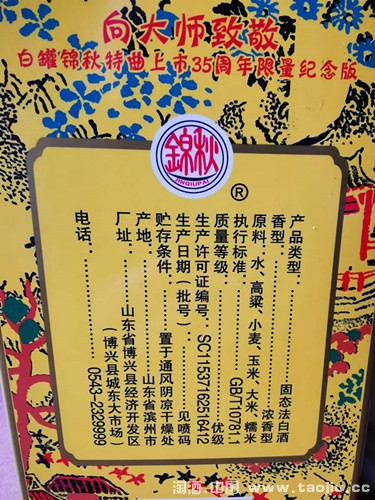 向大师致敬
白罐锦秋特曲上市35周年限量纪念版
錦秋
JINQIUPAI
®
产品类型：固态法白酒
香型：浓香型
原料：水、高粱、小麦、玉米、大米、糯米
执行标准：GB/T10781.1
质量等级：优级
生产许可证编号：SC11537162516412
生产日期（批号）：见喷码
贮存条件：置于通风阴凉干燥处
产地：山东省滨州市
厂址：山东省博兴县经济开发区
（博兴县城东大市场）
电话：0543-2329999
淘酒.中国 www.taojiu.cc